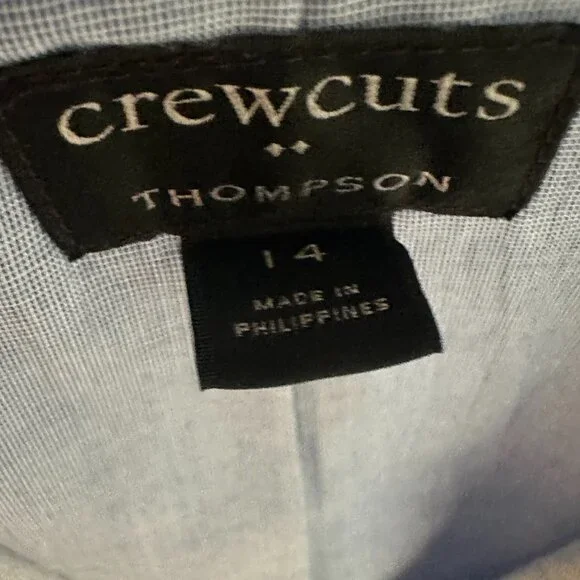 crewcuts
THOMPSON
14
MADE IN
PHILIPPINES